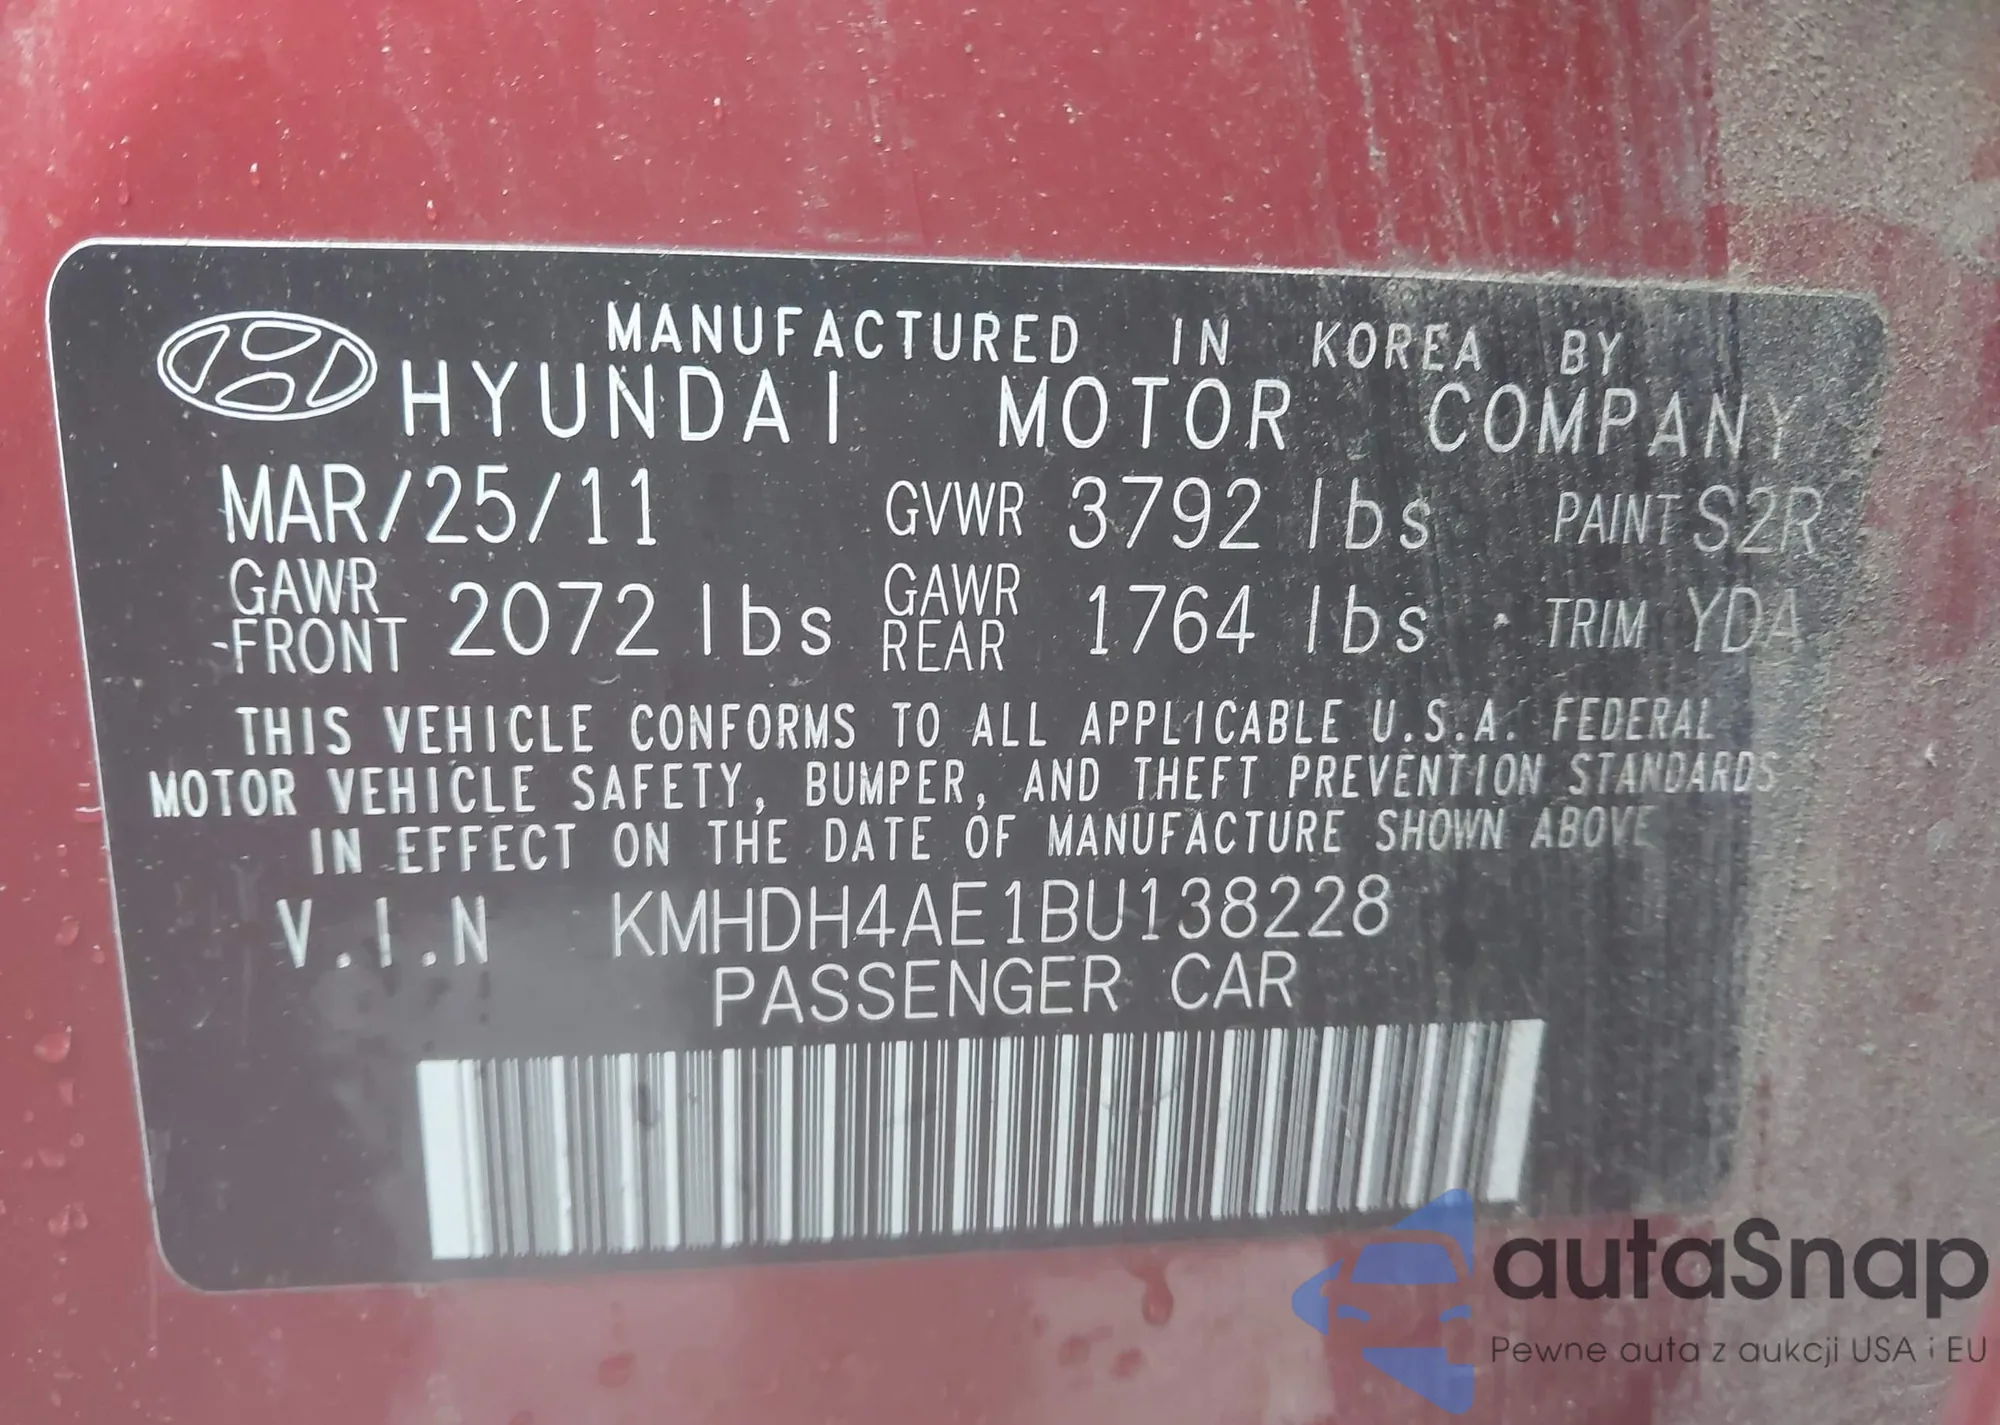 MANUFACTURED IN KOREA BY
HYUNDAI MOTOR COMPANY
MAR/25/11 GVWR 3792 lbs PAINT S2R
GAWR FRONT 2072 lbs GAWR REAR 1764 lbs TRIM YDA
THIS VEHICLE CONFORMS TO ALL APPLICABLE U.S.A. FEDERAL
MOTOR VEHICLE SAFETY, BUMPER, AND THEFT PREVENTION STANDARDS
IN EFFECT ON THE DATE OF MANUFACTURE SHOWN ABOVE
V.I.N KMHDH4AE1BU138228
PASSENGER CAR
autaSnap
Pewne auta z aukcji USA i EU